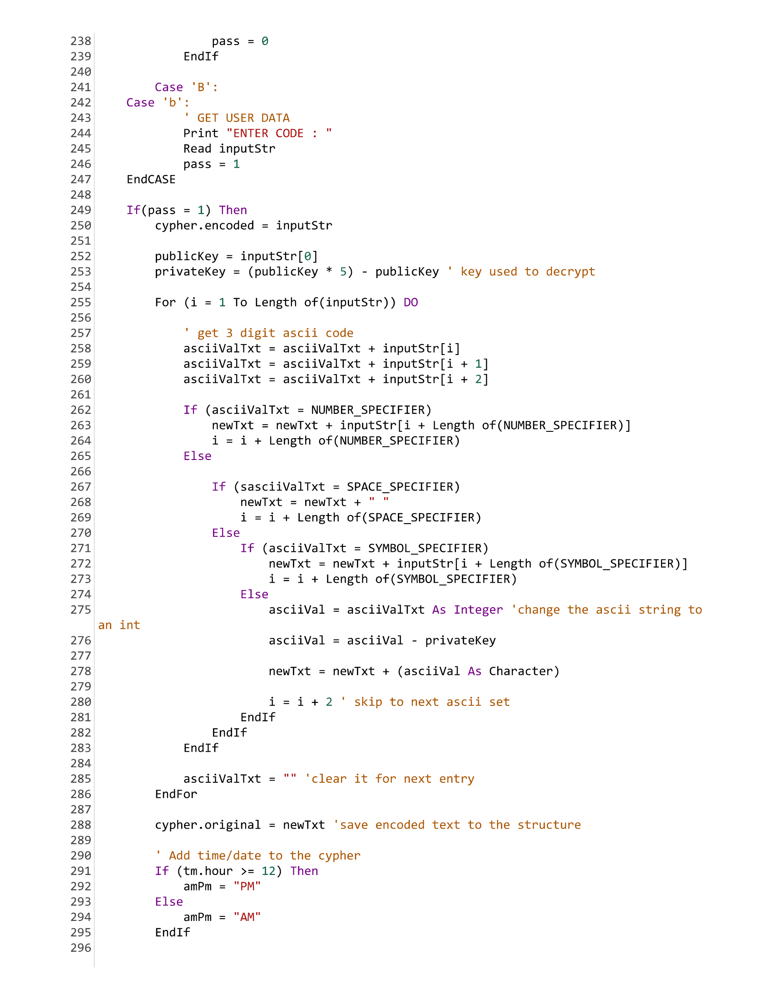 238 pass = 0
239 EndIf
240
241 Case 'B':
242 Case 'b':
243 ' GET USER DATA
244 Print "ENTER CODE : "
245 Read inputStr
246 pass = 1
247 EndCASE
248
249 If(pass = 1) Then
250 cypher.encoded = inputStr
251
252 publicKey = inputStr[0]
253 privateKey = (publicKey * 5) - publicKey ' key used to decrypt
254
255 For (i = 1 To Length of(inputStr)) DO
256
257 ' get 3 digit ascii code
258 asciiValTxt = asciiValTxt + inputStr[i]
259 asciiValTxt = asciiValTxt + inputStr[i + 1]
260 asciiValTxt = asciiValTxt + inputStr[i + 2]
261
262 If (asciiValTxt = NUMBER_SPECIFIER)
263 newTxt = newTxt + inputStr[i + Length of(NUMBER_SPECIFIER)]
264 i = i + Length of(NUMBER_SPECIFIER)
265 Else
266
267 If (sasciiValTxt = SPACE_SPECIFIER)
268 newTxt = newTxt + " "
269 i = i + Length of(SPACE_SPECIFIER)
270 Else
271 If (asciiValTxt = SYMBOL_SPECIFIER)
272 newTxt = newTxt + inputStr[i + Length of(SYMBOL_SPECIFIER)]
273 i = i + Length of(SYMBOL_SPECIFIER)
274 Else
275 asciiVal = asciiValTxt As Integer 'change the ascii string to
an int
276 asciiVal = asciiVal - privateKey
277
278 newTxt = newTxt + (asciiVal As Character)
279
280 i = i + 2 ' skip to next ascii set
281 EndIf
282 EndIf
283 EndIf
284
285 asciiValTxt = "" 'clear it for next entry
286 EndFor
287
288 cypher.original = newTxt 'save encoded text to the structure
289
290 ' Add time/date to the cypher
291 If (tm.hour >= 12) Then
292 amPm = "PM"
293 Else
294 amPm = "AM"
295 EndIf
296